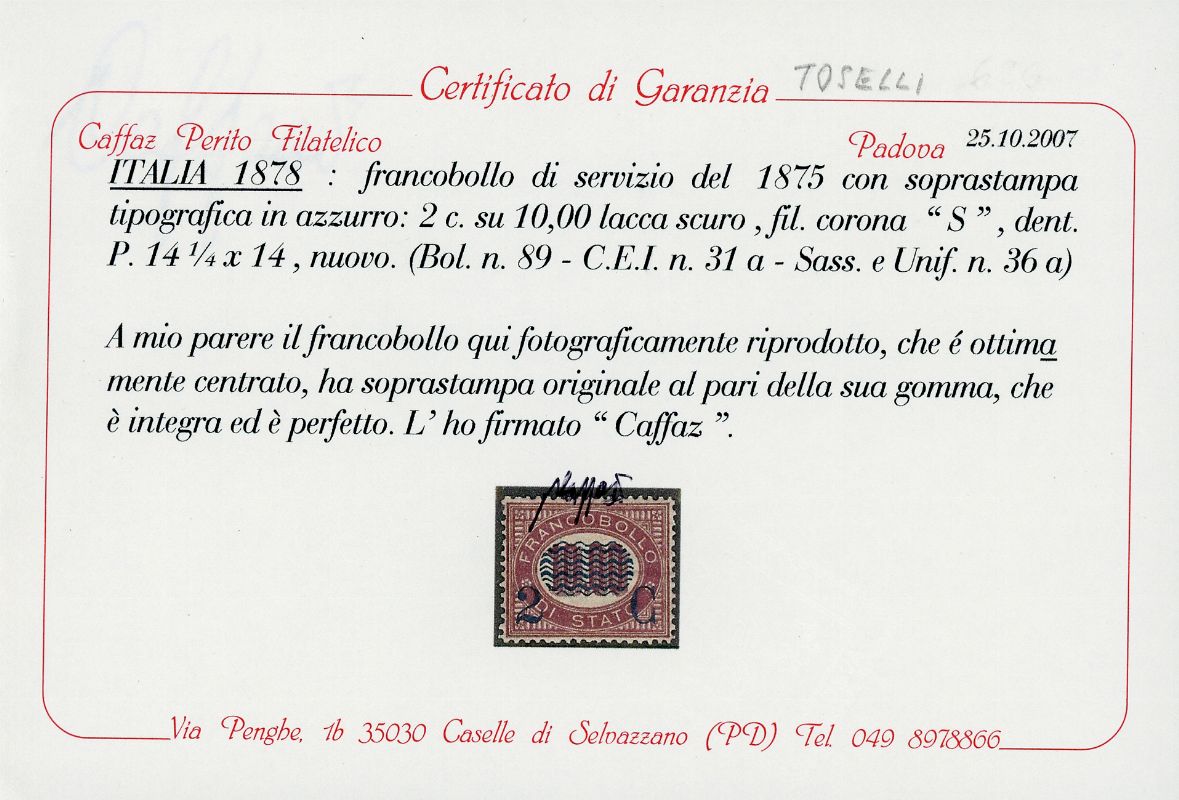 Certificato di Garanzia TOSELLI
Caffaz Perito Filatelico Padova 25.10.2007
ITALIA 1878 : francobollo di servizio del 1875 con soprastampa
tipografica in azzurro: 2 c. su 10,00 lacca scuro , fil. corona “ S ” , dent.
P. 14 ¼ x 14 , nuovo. (Bol. n. 89 - C.E.I. n. 31 a - Sass. e Unif. n. 36 a)
A mio parere il francobollo qui fotograficamente riprodotto, che é ottima
mente centrato, ha soprastampa originale al pari della sua gomma, che
è integra ed è perfetto. L’ ho firmato “ Caffaz ”.
FRANCOBOLLO
2 C
DI STATO
Via Penghe, 1b 35030 Caselle di Selvazzano (PD) Tel. 049 8978866